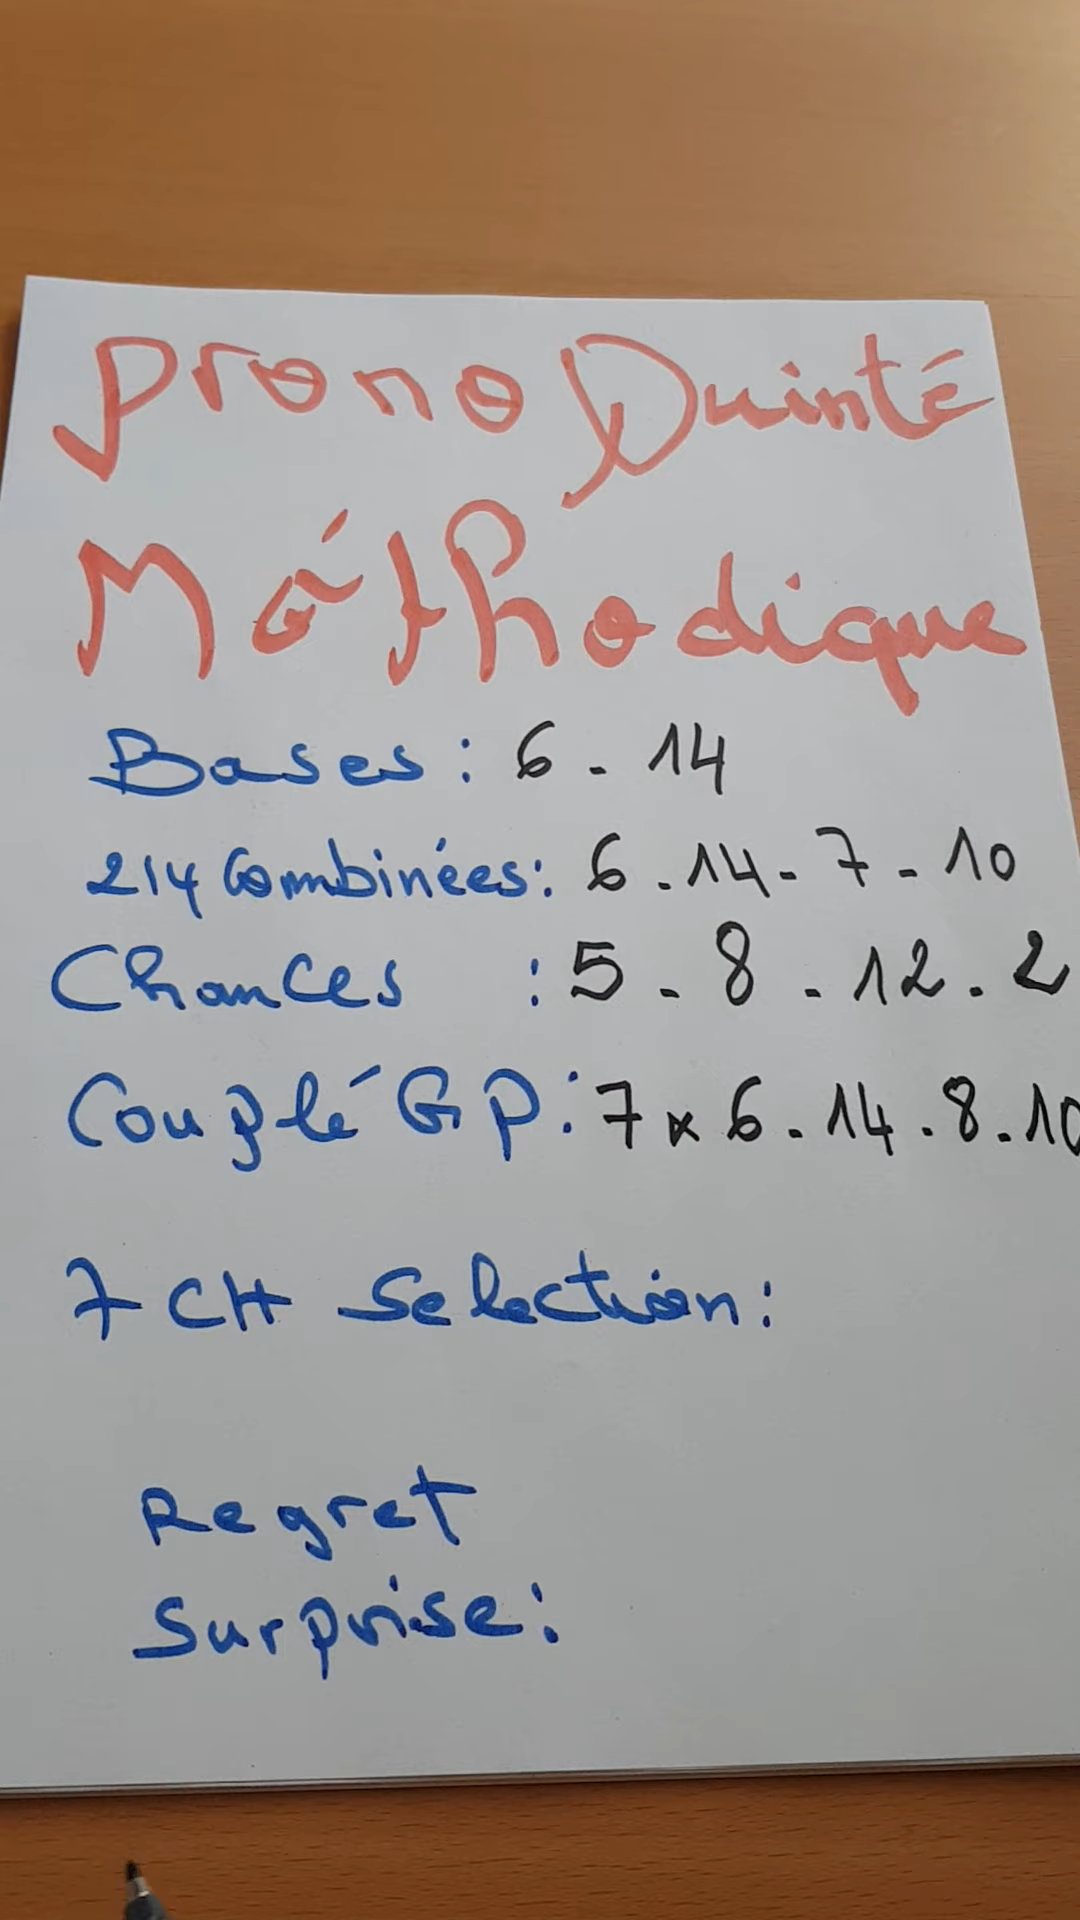 Prono Quinté
Máthodique
Bases : 6 . 14
2/4 Combinées : 6 . 14 - 7 - 10
Chances : 5 . 8 . 12 . 2
Couplé GP : 7 x 6 . 14 . 8 . 10
7 CH Selection :
Regret
Surprise :